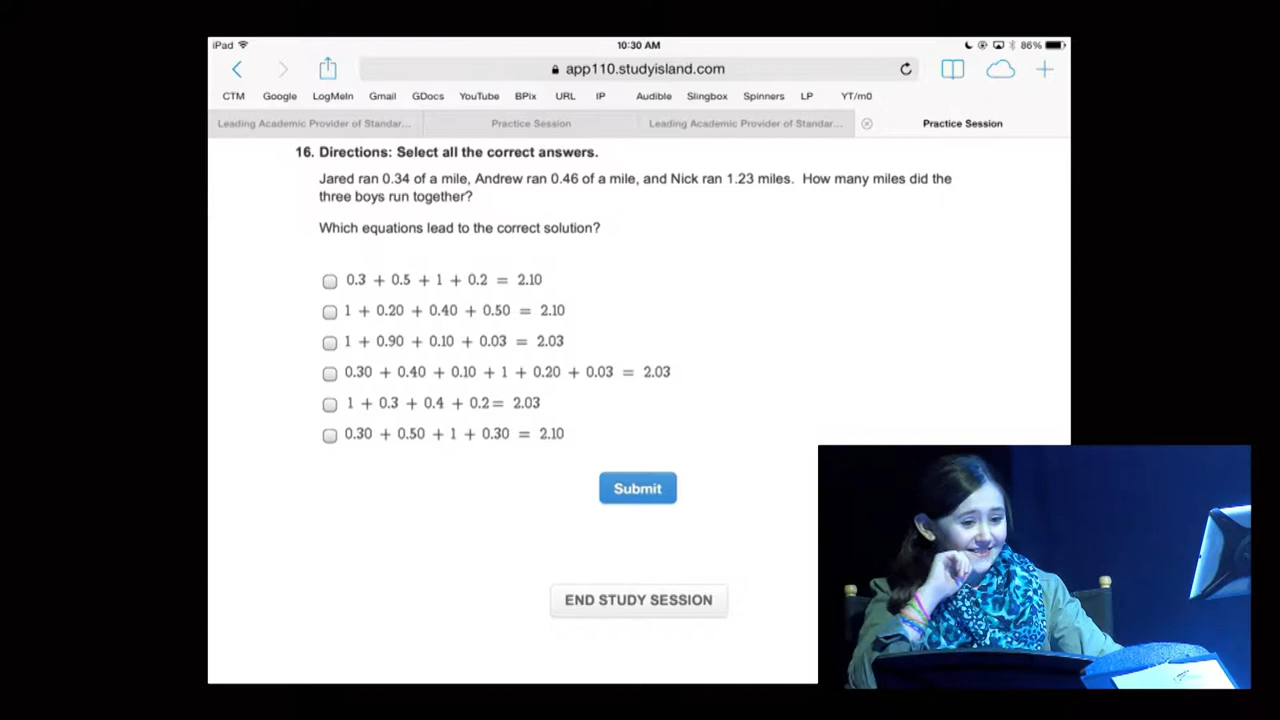 iPad
10:30 AM
86%
app110.studyisland.com
CTM Google LogMeIn Gmail GDocs YouTube BPix URL IP Audible Slingbox Spinners LP YT/m0
Leading Academic Provider of Standar... Practice Session Leading Academic Provider of Standar... Practice Session
16. Directions: Select all the correct answers.
Jared ran 0.34 of a mile, Andrew ran 0.46 of a mile, and Nick ran 1.23 miles. How many miles did the
three boys run together?
Which equations lead to the correct solution?
0.3 + 0.5 + 1 + 0.2 = 2.10
1 + 0.20 + 0.40 + 0.50 = 2.10
1 + 0.90 + 0.10 + 0.03 = 2.03
0.30 + 0.40 + 0.10 + 1 + 0.20 + 0.03 = 2.03
1 + 0.3 + 0.4 + 0.2= 2.03
0.30 + 0.50 + 1 + 0.30 = 2.10
Submit
END STUDY SESSION